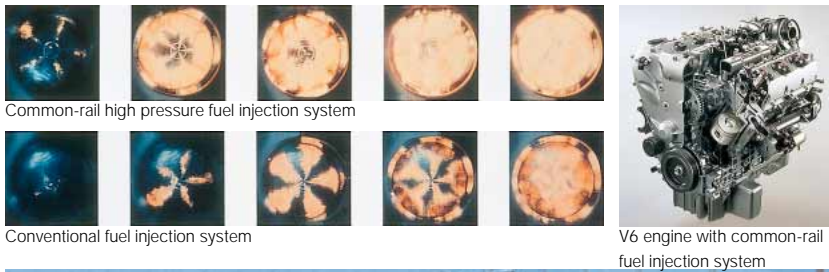 Common-rail high pressure fuel injection system
Conventional fuel injection system
V6 engine with common-rail
fuel injection system